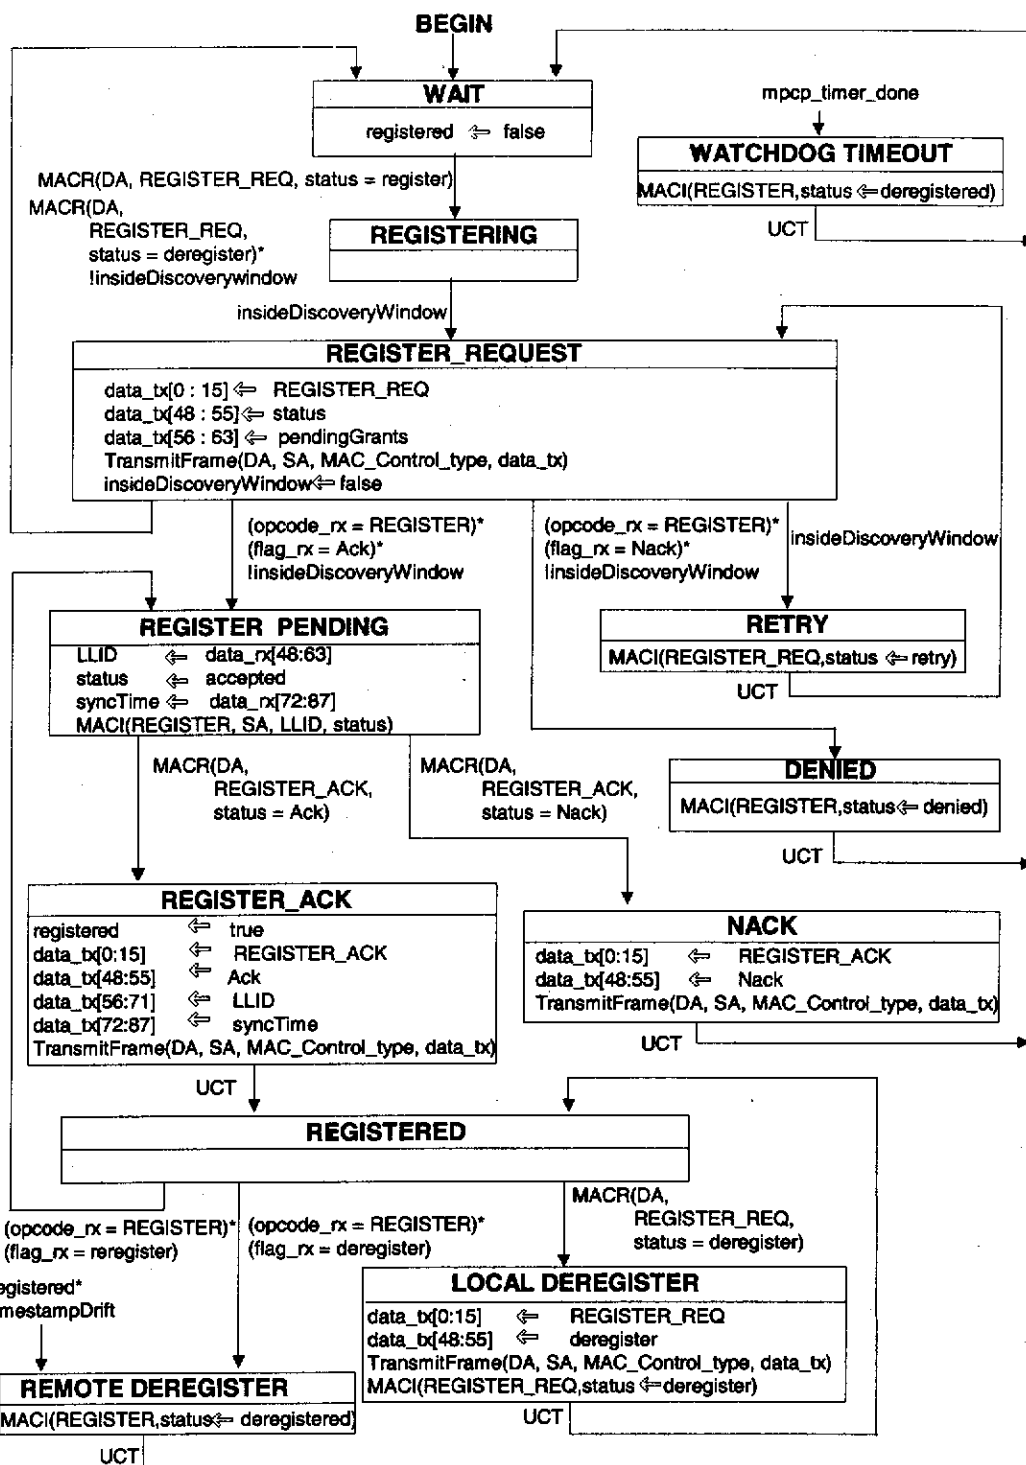 BEGIN
WAIT
registered ⇐ false
mpcp_timer_done
WATCHDOG TIMEOUT
MACI(REGISTER,status ⇐deregistered)
UCT
MACR(DA, REGISTER_REQ, status = register)
MACR(DA,
REGISTER_REQ,
status = deregister)*
!insideDiscoverywindow
REGISTERING
insideDiscoveryWindow
REGISTER_REQUEST
data_tx[0 : 15] ⇐ REGISTER_REQ
data_tx[48 : 55] ⇐ status
data_tx[56 : 63] ⇐ pendingGrants
TransmitFrame(DA, SA, MAC_Control_type, data_tx)
insideDiscoveryWindow⇐ false
(opcode_rx = REGISTER)*
(flag_rx = Ack)*
!insideDiscoveryWindow
(opcode_rx = REGISTER)*
(flag_rx = Nack)*
!insideDiscoveryWindow
insideDiscoveryWindow
REGISTER PENDING
LLID ⇐ data_rx[48:63]
status ⇐ accepted
syncTime ⇐ data_rx[72:87]
MACI(REGISTER, SA, LLID, status)
RETRY
MACI(REGISTER_REQ,status ⇐ retry)
UCT
MACR(DA,
REGISTER_ACK,
status = Ack)
MACR(DA,
REGISTER_ACK,
status = Nack)
DENIED
MACI(REGISTER,status⇐ denied)
UCT
REGISTER_ACK
registered ⇐ true
data_tx[0:15] ⇐ REGISTER_ACK
data_tx[48:55] ⇐ Ack
data_tx[56:71] ⇐ LLID
data_tx[72:87] ⇐ syncTime
TransmitFrame(DA, SA, MAC_Control_type, data_tx)
UCT
NACK
data_tx[0:15] ⇐ REGISTER_ACK
data_tx[48:55] ⇐ Nack
TransmitFrame(DA, SA, MAC_Control_type, data_tx)
UCT
REGISTERED
(opcode_rx = REGISTER)*
(flag_rx = reregister)
(opcode_rx = REGISTER)*
(flag_rx = deregister)
MACR(DA,
REGISTER_REQ,
status = deregister)
egistered*
mestampDrift
LOCAL DEREGISTER
data_tx[0:15] ⇐ REGISTER_REQ
data_tx[48:55] ⇐ deregister
TransmitFrame(DA, SA, MAC_Control_type, data_tx)
MACI(REGISTER_REQ,status ⇐deregister)
UCT
REMOTE DEREGISTER
MACI(REGISTER,status⇐ deregistered)
UCT